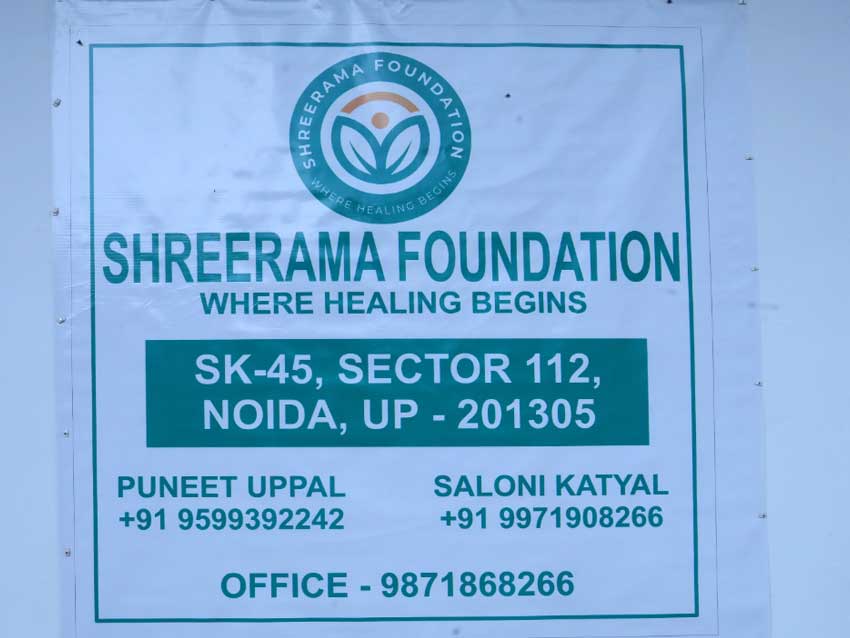 SHREERAMA FOUNDATION
WHERE HEALING BEGINS
SHREERAMA FOUNDATION
WHERE HEALING BEGINS
SK-45, SECTOR 112,
NOIDA, UP - 201305
PUNEET UPPAL SALONI KATYAL
+91 9599392242 +91 9971908266
OFFICE - 9871868266